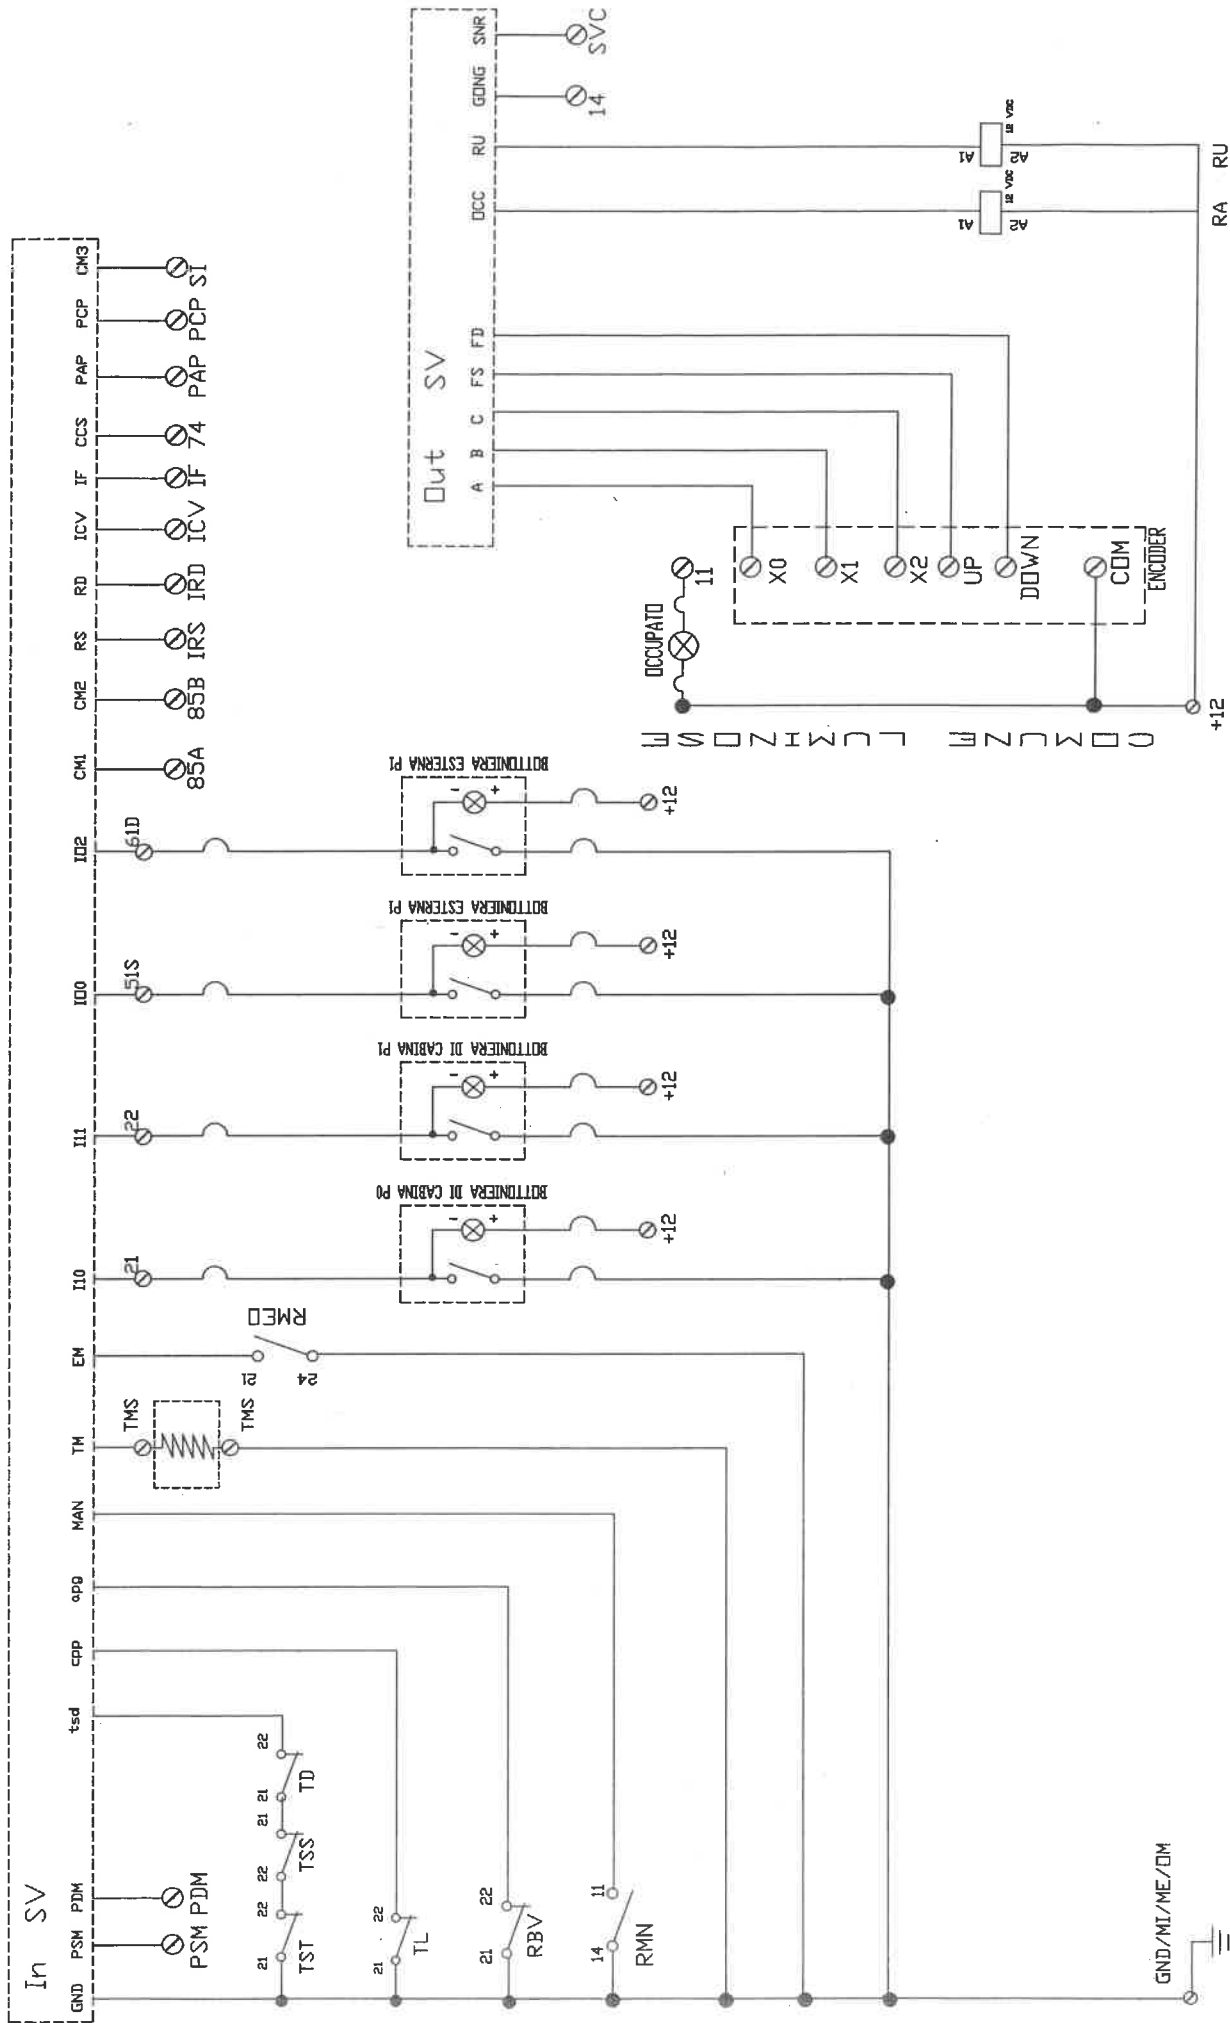 In SV
GND
PSM
PDM
tsd
cpp
apg
MAN
TM
EM
I10
I11
I00
I02
CM1
CM2
RS
RD
ICV
IF
CCS
PAP
PCP
CM3
PSM
PDM
TMS
TMS
21
22
51S
61D
85A
85B
IRS
IRD
ICV
IF
74
PAP
PCP
SI
21
22
TST
22
22
TSS
21
21
TD
22
21
22
TL
21
22
RBV
14
11
RMN
21
24
RMEO
BOTTONIERA DI CABINA P0
- +
+12
BOTTONIERA DI CABINA P1
- +
+12
BOTTONIERA ESTERNA P1
- +
+12
BOTTONIERA ESTERNA P1
- +
+12
GND/MI/ME/OM
Out SV
A
B
C
FS
FD
OCC
RU
GONG
SNR
14
SVC
OCCUPATO
11
X0
X1
X2
UP
DOWN
COM
ENCODER
COMUNE LUMINOSE
+12
A1
A2
12 VDC
RA
A1
A2
12 VDC
RU